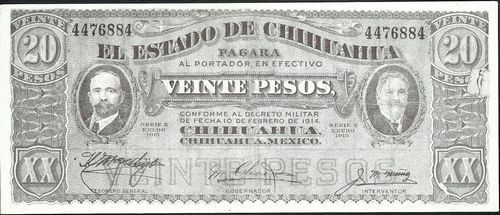 VEINTE 20 PESOS
4476884
4476884
VEINTE 20 PESOS
EL ESTADO DE CHIHUAHUA
PAGARA
AL PORTADOR, EN EFECTIVO
VEINTE PESOS,
CONFORME AL DECRETO MILITAR
DE FECHA 10 DE FEBRERO DE 1914.
SERIE
ENERO
1915
SERIE
ENERO
1915
CHIHUAHUA,
CHIHUAHUA, MEXICO.
XX
VEINTE PESOS
XX
TESORERO GENERAL
GOBERNADOR
INTERVENTOR